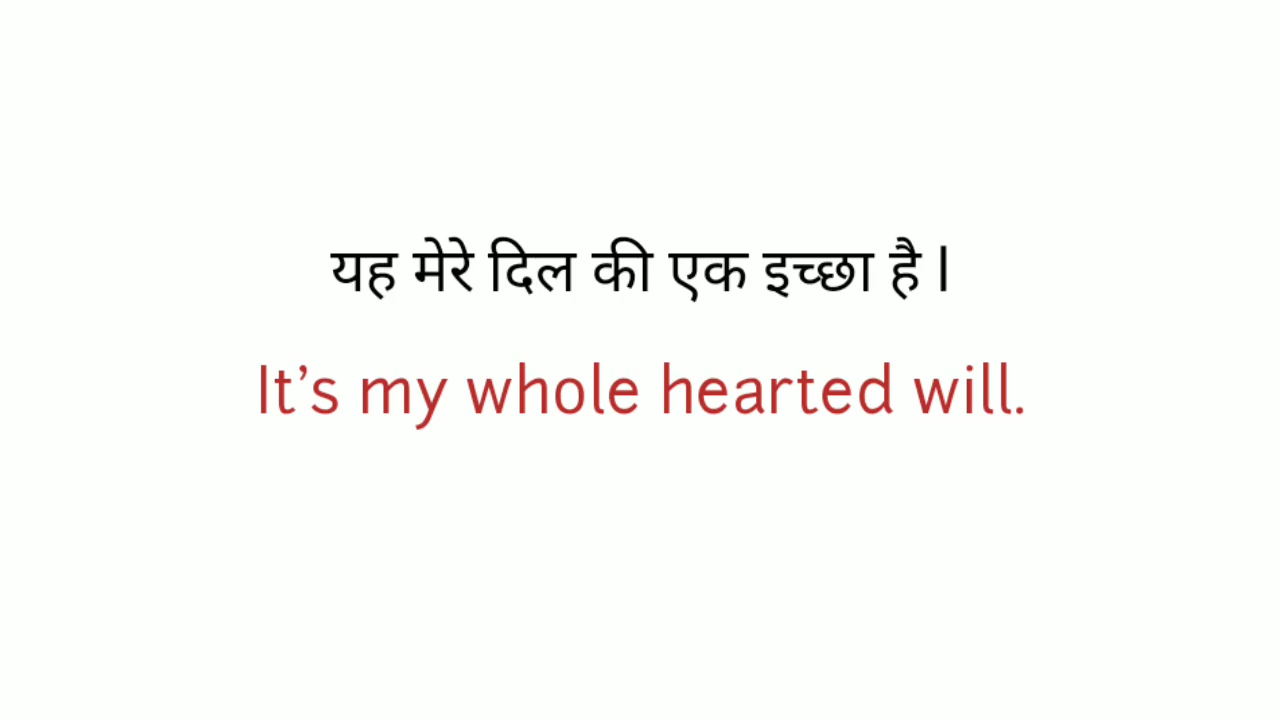 यह मेरे दिल की एक इच्छा है l
It’s my whole hearted will.